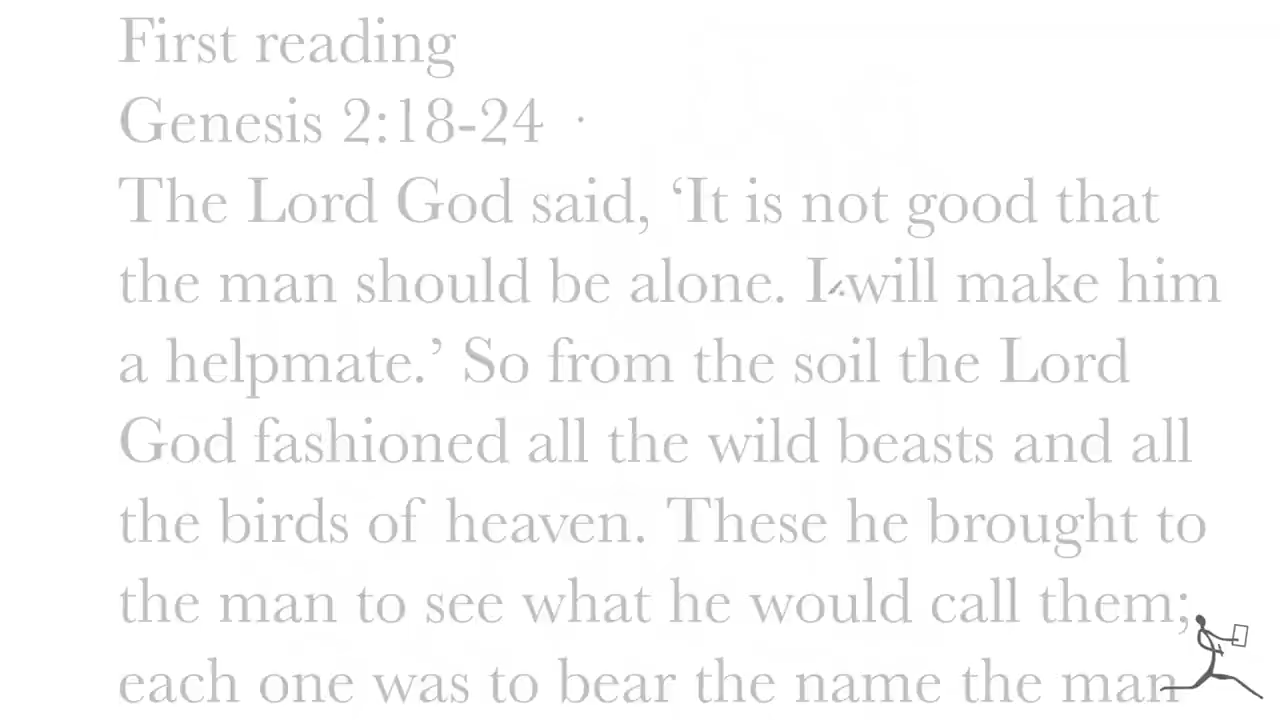 First reading
Genesis 2:18-24
The Lord God said, ‘It is not good that
the man should be alone. I will make him
a helpmate.’ So from the soil the Lord
God fashioned all the wild beasts and all
the birds of heaven. These he brought to
the man to see what he would call them;
each one was to bear the name the man